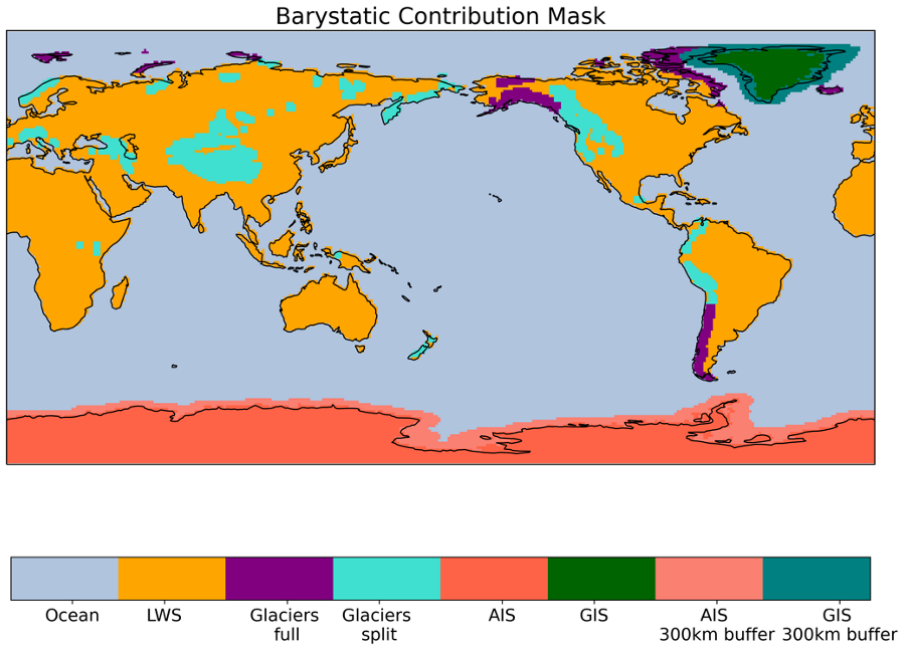 Barystatic Contribution Mask
Ocean LWS Glaciers Glaciers AIS GIS AIS GIS
full split 300km buffer 300km buffer